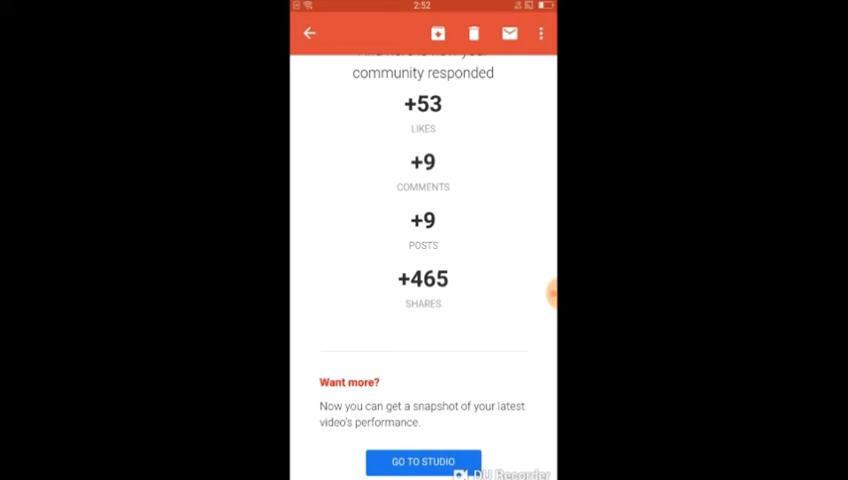 2:52
community responded
+53
LIKES
+9
COMMENTS
+9
POSTS
+465
SHARES
Want more?
Now you can get a snapshot of your latest
video's performance.
GO TO STUDIO
DU Recorder